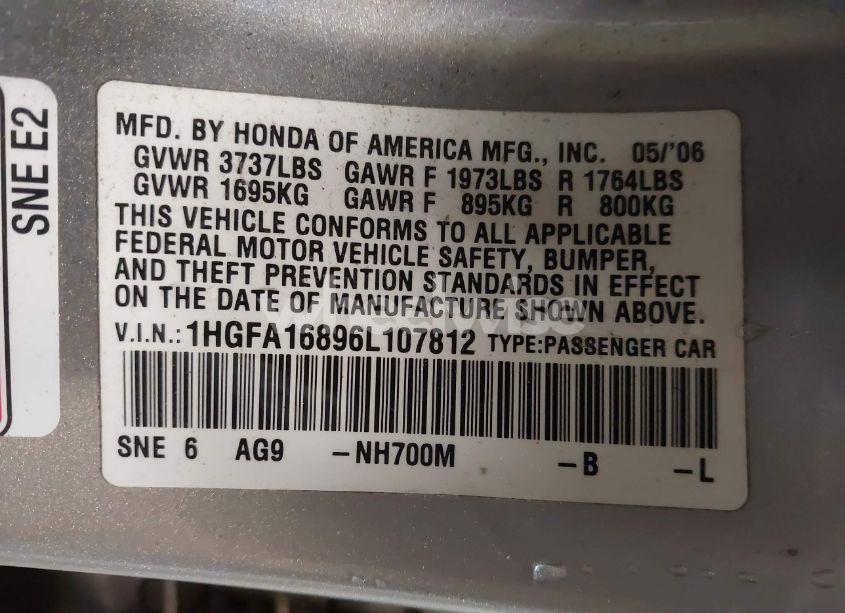 SNE E2
MFD. BY HONDA OF AMERICA MFG., INC. 05/'06
GVWR 3737LBS GAWR F 1973LBS R 1764LBS
GVWR 1695KG GAWR F 895KG R 800KG
THIS VEHICLE CONFORMS TO ALL APPLICABLE
FEDERAL MOTOR VEHICLE SAFETY, BUMPER,
AND THEFT PREVENTION STANDARDS IN EFFECT
ON THE DATE OF MANUFACTURE SHOWN ABOVE.
V.I.N.: 1HGFA16896L107812 TYPE:PASSENGER CAR
SNE 6 AG9 -NH700M -B -L